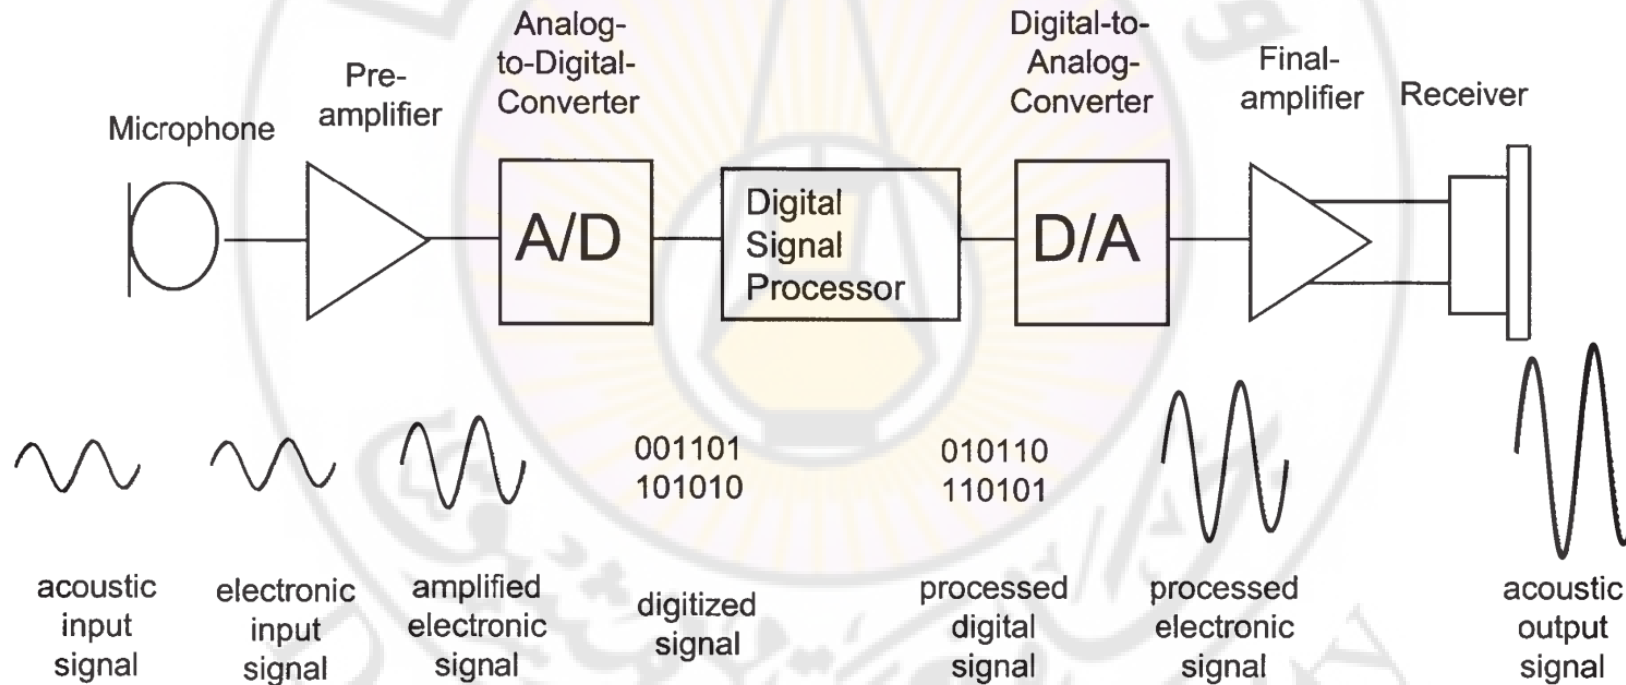 Analog-
to-Digital-
Converter
Digital-to-
Analog-
Converter
Pre-
amplifier
Final-
amplifier
Receiver
Microphone
A/D
Digital
Signal
Processor
D/A
001101
101010
010110
110101
acoustic
input
signal
electronic
input
signal
amplified
electronic
signal
digitized
signal
processed
digital
signal
processed
electronic
signal
acoustic
output
signal